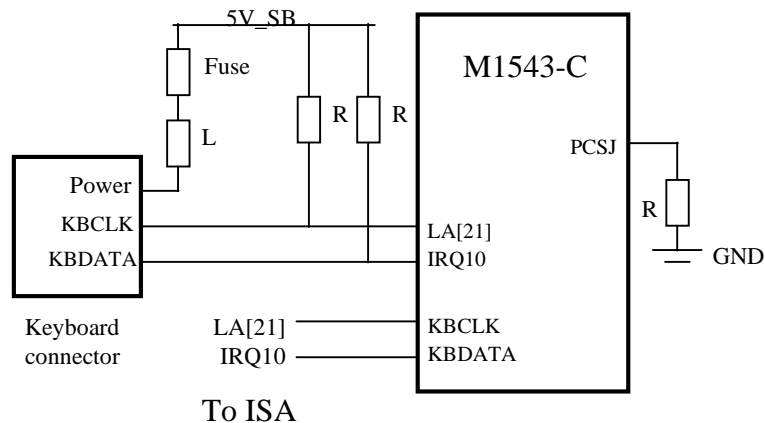 5V_SB
Fuse
L
R
R
M1543-C
PCSJ
R
GND
Power
KBCLK
KBDATA
LA[21]
IRQ10
Keyboard
connector
LA[21]
IRQ10
KBCLK
KBDATA
To ISA